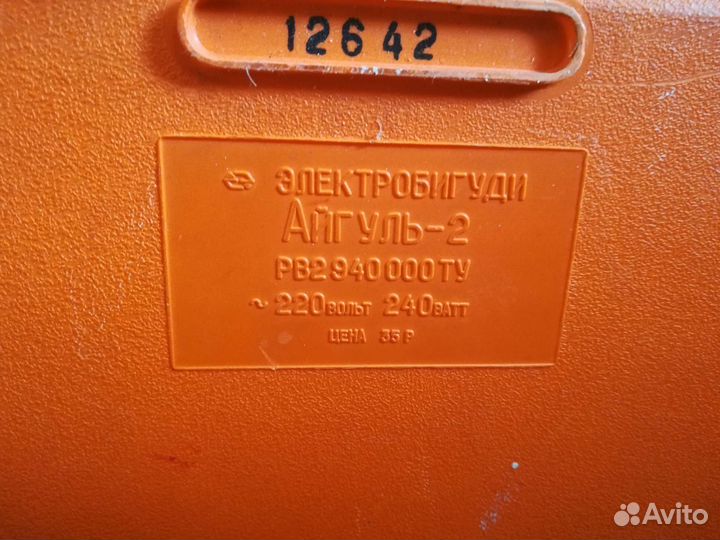 12642
ЭЛЕКТРОБИГУДИ
АЙГУЛЬ-2
РВ2940000ТУ
~ 220ВОЛЬТ 240ВАТТ
ЦЕНА 35 Р
Avito